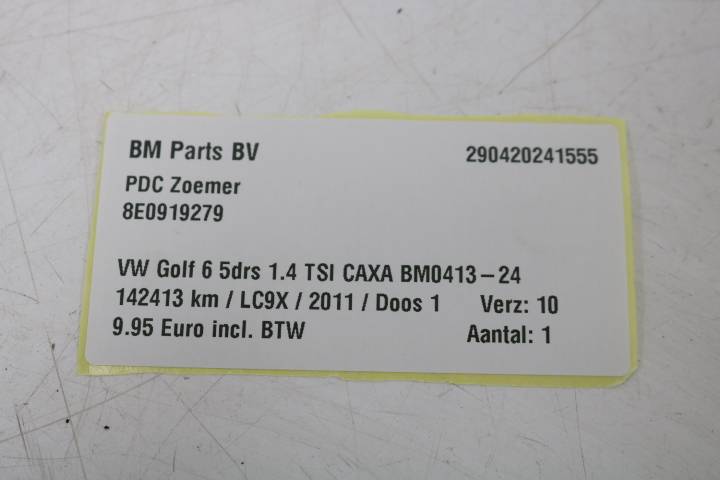 BM Parts BV 290420241555
PDC Zoemer
8E0919279
VW Golf 6 5drs 1.4 TSI CAXA BM0413-24
142413 km / LC9X / 2011 / Doos 1 Verz: 10
9.95 Euro incl. BTW Aantal: 1